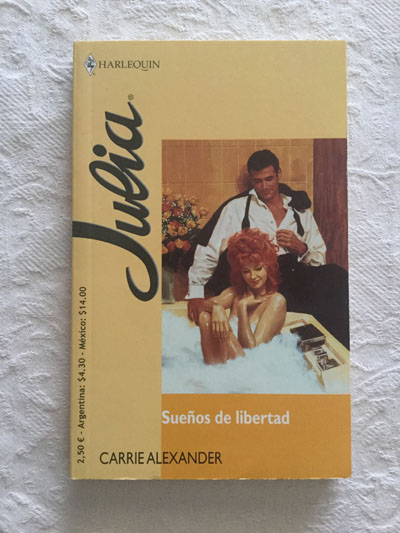 HARLEQUIN
Julia®
Sueños de libertad
CARRIE ALEXANDER
2,50 € - Argentina: $4.30 - México: $14.00